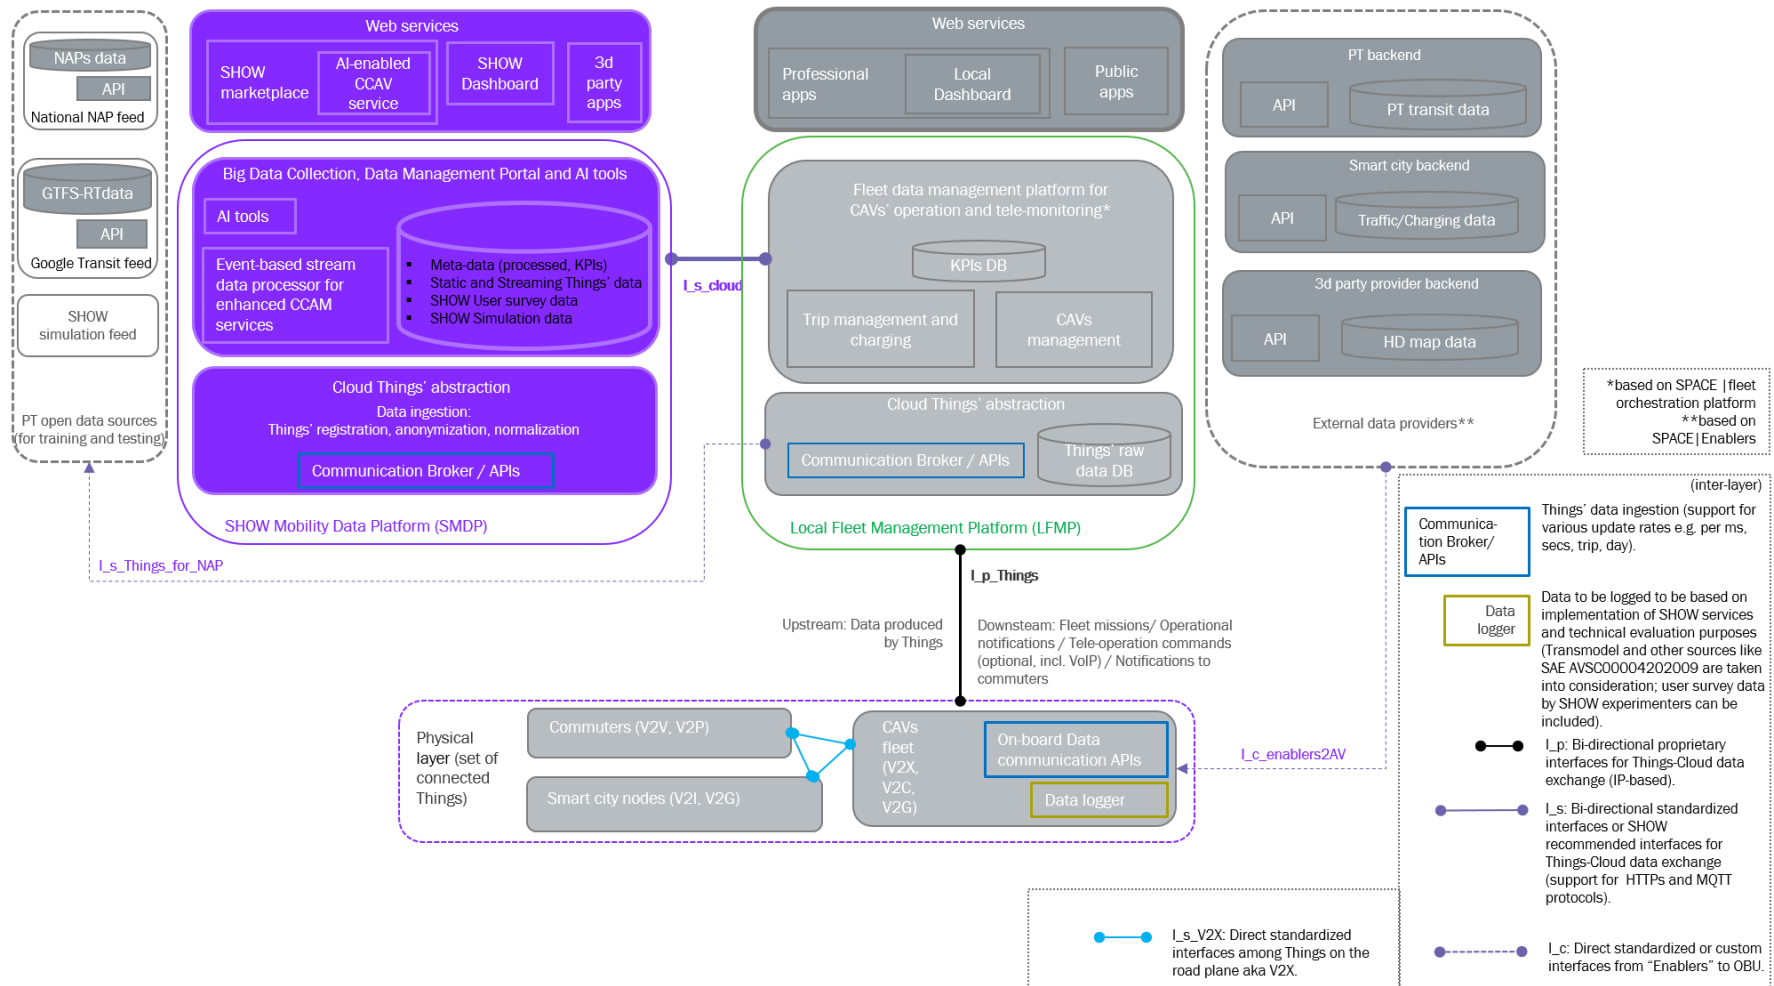 NAPs data
API
National NAP feed
GTFS-RTdata
API
Google Transit feed
SHOW
simulation feed
PT open data sources
(for training and testing)
Web services
SHOW
marketplace
AI-enabled
CCAV
service
SHOW
Dashboard
3d
party
apps
Big Data Collection, Data Management Portal and AI tools
AI tools
Event-based stream
data processor for
enhanced CCAM
services
▪ Meta-data (processed, KPIs)
▪ Static and Streaming Things' data
▪ SHOW User survey data
▪ SHOW Simulation data
Cloud Things' abstraction
Data ingestion:
Things' registration, anonymization, normalization
Communication Broker / APIs
SHOW Mobility Data Platform (SMDP)
I_s_Things_for_NAP
I_s_cloud
Web services
Professional
apps
Local
Dashboard
Public
apps
Fleet data management platform for
CAVs' operation and tele-monitoring*
KPIs DB
Trip management and
charging
CAVs
management
Cloud Things' abstraction
Communication Broker / APIs
Things' raw
data DB
Local Fleet Management Platform (LFMP)
I_p_Things
Upstream: Data produced
by Things
Downsteam: Fleet missions/ Operational
notifications / Tele-operation commands
(optional, incl. VoIP) / Notifications to
commuters
Physical
layer (set of
connected
Things)
Commuters (V2V, V2P)
Smart city nodes (V2I, V2G)
CAVs
fleet
(V2X,
V2C,
V2G)
On-board Data
communication APIs
Data logger
I_c_enablers2AV
PT backend
API
PT transit data
Smart city backend
API
Traffic/Charging data
3d party provider backend
API
HD map data
External data providers**
*based on SPACE |fleet
orchestration platform
**based on
SPACE|Enablers
(inter-layer)
Communica-
tion Broker/
APIs
Things' data ingestion (support for
various update rates e.g. per ms,
secs, trip, day).
Data
logger
Data to be logged to be based on
implementation of SHOW services
and technical evaluation purposes
(Transmodel and other sources like
SAE AVSC00004202009 are taken
into consideration; user survey data
by SHOW experimenters can be
included).
I_p: Bi-directional proprietary
interfaces for Things-Cloud data
exchange (IP-based).
I_s: Bi-directional standardized
interfaces or SHOW
recommended interfaces for
Things-Cloud data exchange
(support for HTTPs and MQTT
protocols).
I_c: Direct standardized or custom
interfaces from "Enablers" to OBU.
I_s_V2X: Direct standardized
interfaces among Things on the
road plane aka V2X.